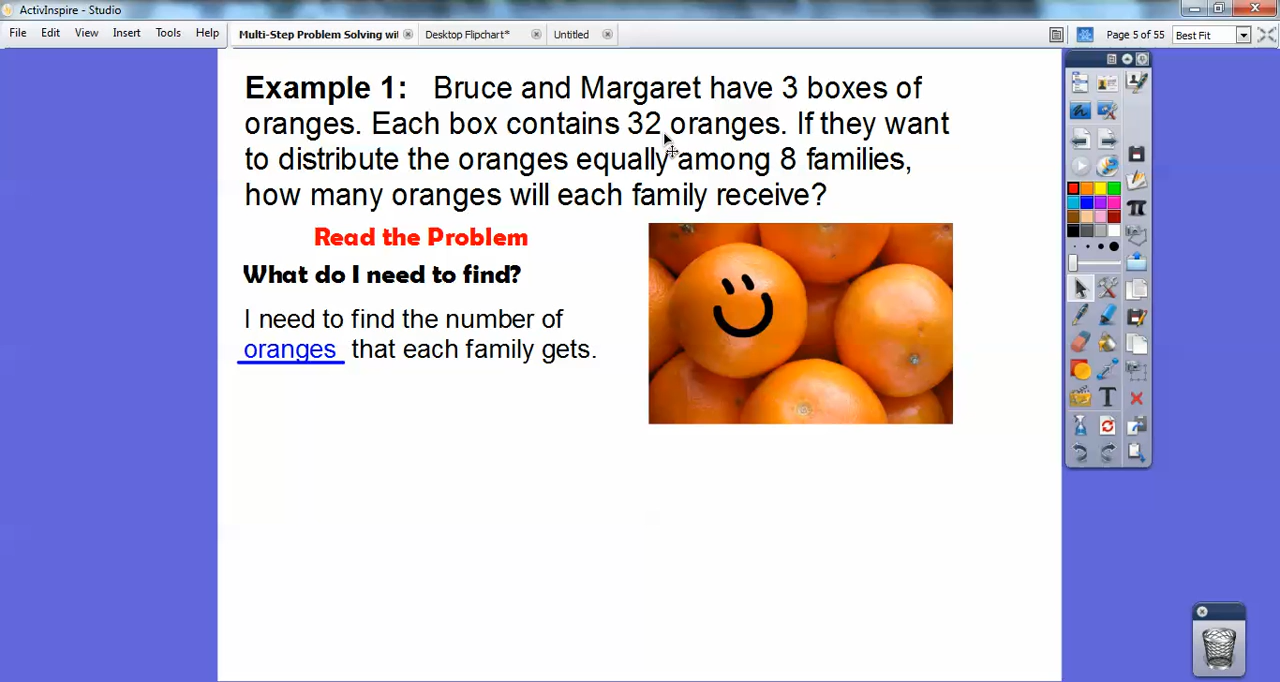 ActivInspire - Studio
File Edit View Insert Tools Help
Multi-Step Problem Solving wit
Desktop Flipchart*
Untitled
Page 5 of 55
Best Fit
Example 1: Bruce and Margaret have 3 boxes of
oranges. Each box contains 32 oranges. If they want
to distribute the oranges equally among 8 families,
how many oranges will each family receive?
Read the Problem
What do I need to find?
I need to find the number of
oranges that each family gets.